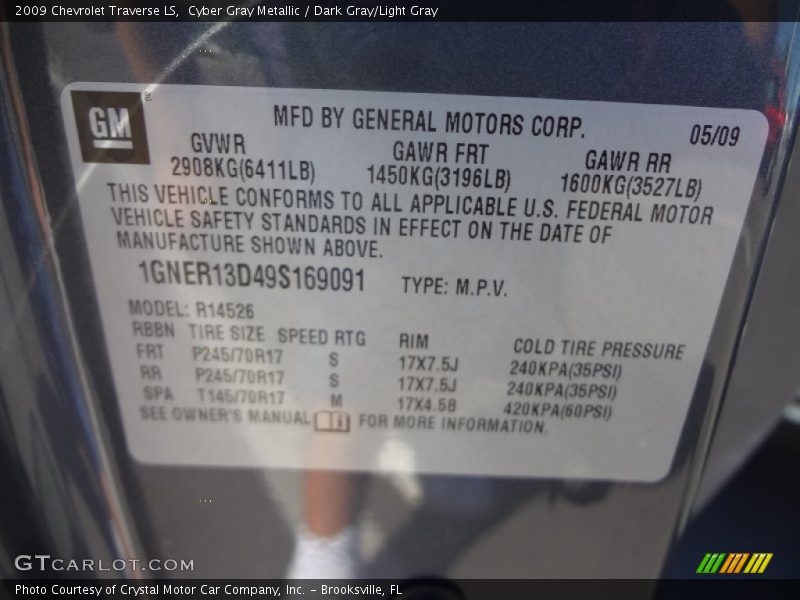 2009 Chevrolet Traverse LS,  Cyber Gray Metallic / Dark Gray/Light Gray
GM
MFD BY GENERAL MOTORS CORP.
05/09
GVWR GAWR FRT GAWR RR
2908KG(6411LB) 1450KG(3196LB) 1600KG(3527LB)
THIS VEHICLE CONFORMS TO ALL APPLICABLE U.S. FEDERAL MOTOR
VEHICLE SAFETY STANDARDS IN EFFECT ON THE DATE OF
MANUFACTURE SHOWN ABOVE.
1GNER13D49S169091 TYPE: M.P.V.
MODEL: R14526
RBBN TIRE SIZE SPEED RTG RIM COLD TIRE PRESSURE
FRT P245/70R17 S 17X7.5J 240KPA(35PSI)
RR P245/70R17 S 17X7.5J 240KPA(35PSI)
SPA T145/70R17 M 17X4.5B 420KPA(60PSI)
SEE OWNER'S MANUAL FOR MORE INFORMATION.
GTCARLOT.COM
Photo Courtesy of Crystal Motor Car Company, Inc. - Brooksville, FL